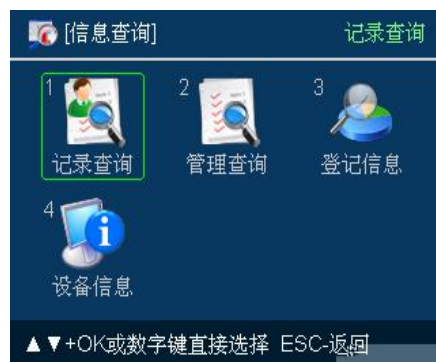 [信息查询] 记录查询
1 2 3
记录查询 管理查询 登记信息
4
设备信息
▲▼+OK或数字键直接选择 ESC-返回